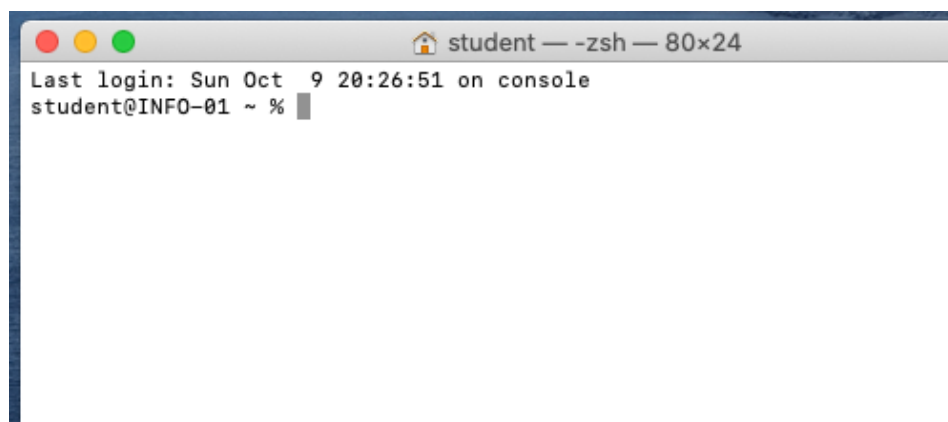 student — -zsh — 80×24
Last login: Sun Oct  9 20:26:51 on console
student@INFO-01 ~ %